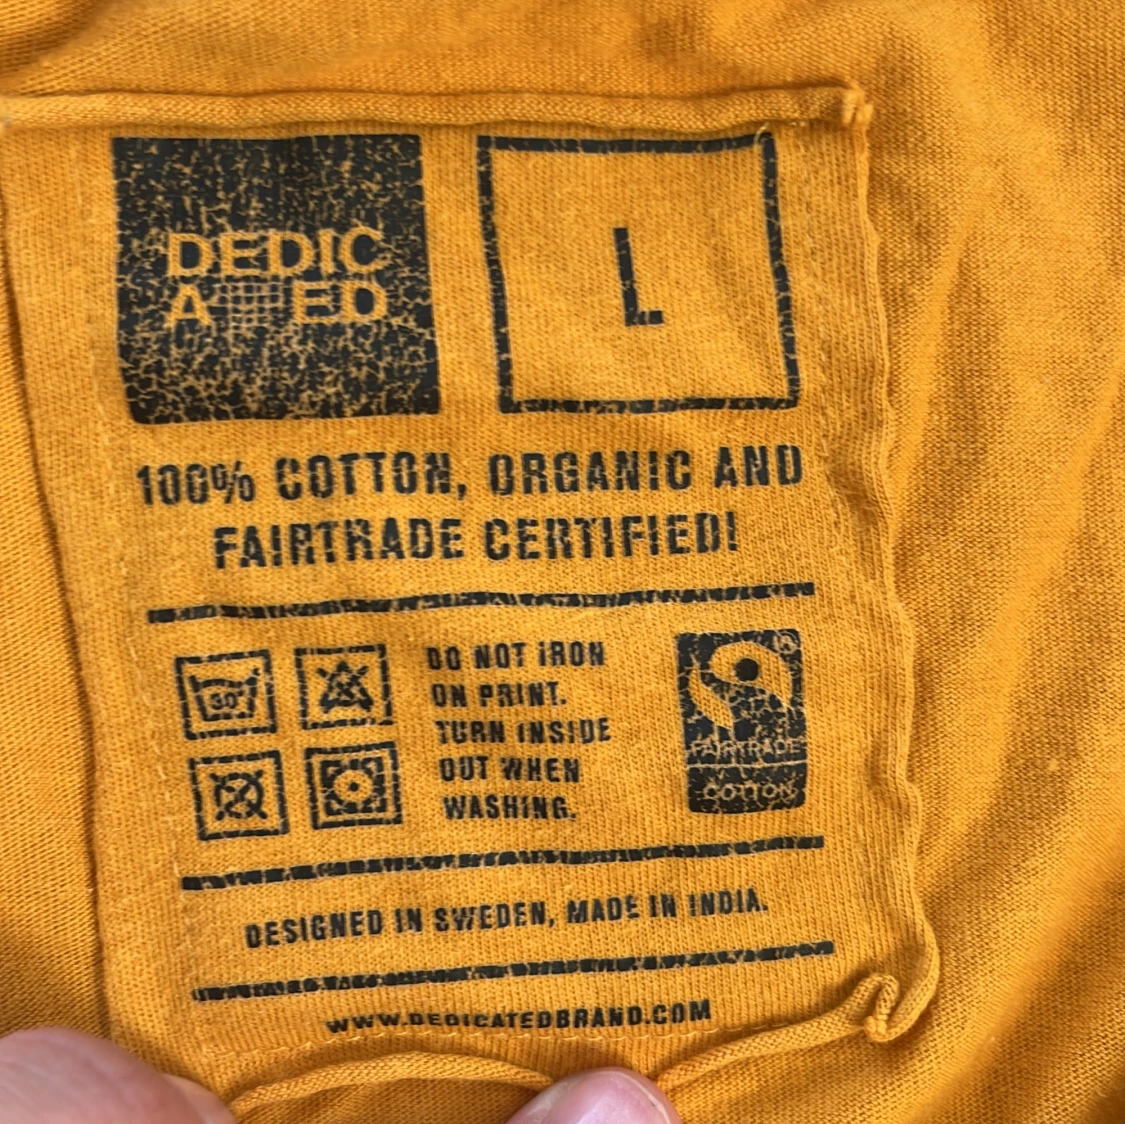 DEDIC
A ED
L
100% COTTON, ORGANIC AND
FAIRTRADE CERTIFIED!
30°
DO NOT IRON
ON PRINT.
TURN INSIDE
OUT WHEN
WASHING.
®
FAIRTRADE
COTTON
DESIGNED IN SWEDEN, MADE IN INDIA.
WWW.DEDICATEDBRAND.COM